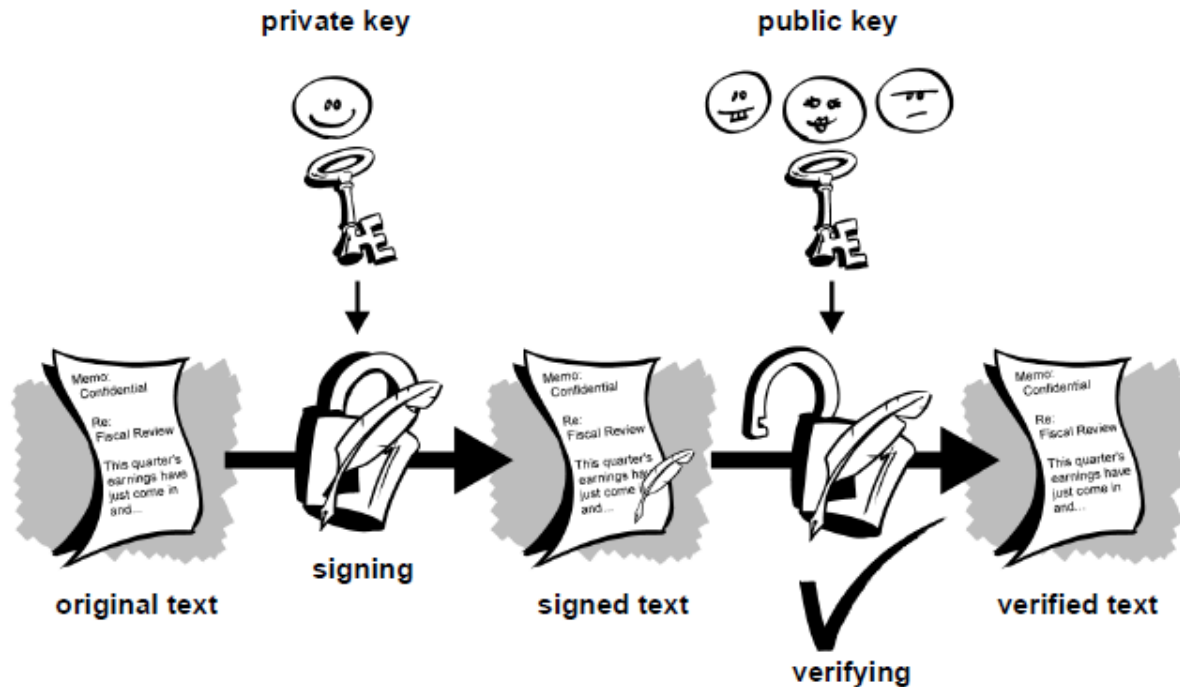 private key
public key
Memo:
Confidential
Re:
Fiscal Review
This quarter's
earnings have
just come in
and...
Memo:
Confidential
Re:
Fiscal Review
This quarter's
earnings have
just come i
and...
Memo:
Confidential
Re:
Fiscal Review
This quarter's
earnings have
just come in
and...
signing
original text
signed text
verified text
verifying